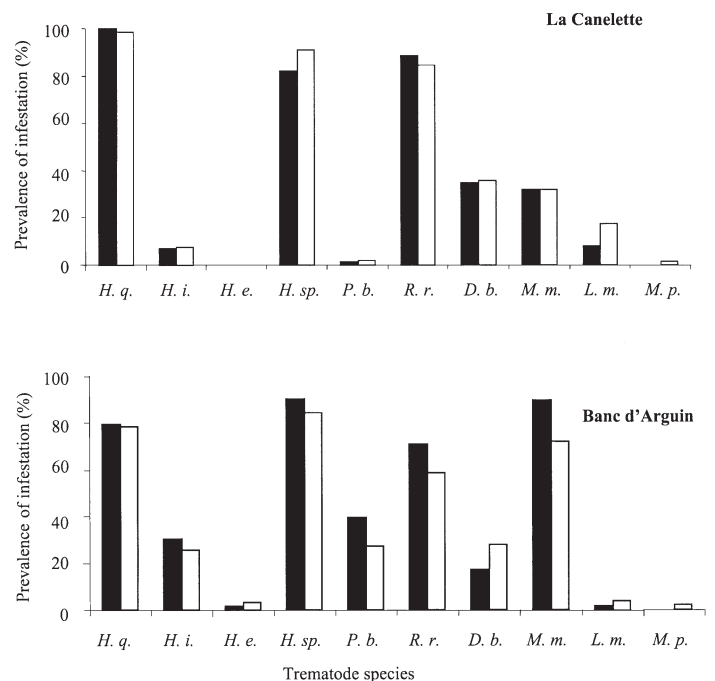 La Canelette
Prevalence of infestation (%)
100
80
60
40
20
0
H. q. H. i. H. e. H. sp. P. b. R. r. D. b. M. m. L. m. M. p.
Banc d'Arguin
Prevalence of infestation (%)
100
80
60
40
20
0
H. q. H. i. H. e. H. sp. P. b. R. r. D. b. M. m. L. m. M. p.
Trematode species